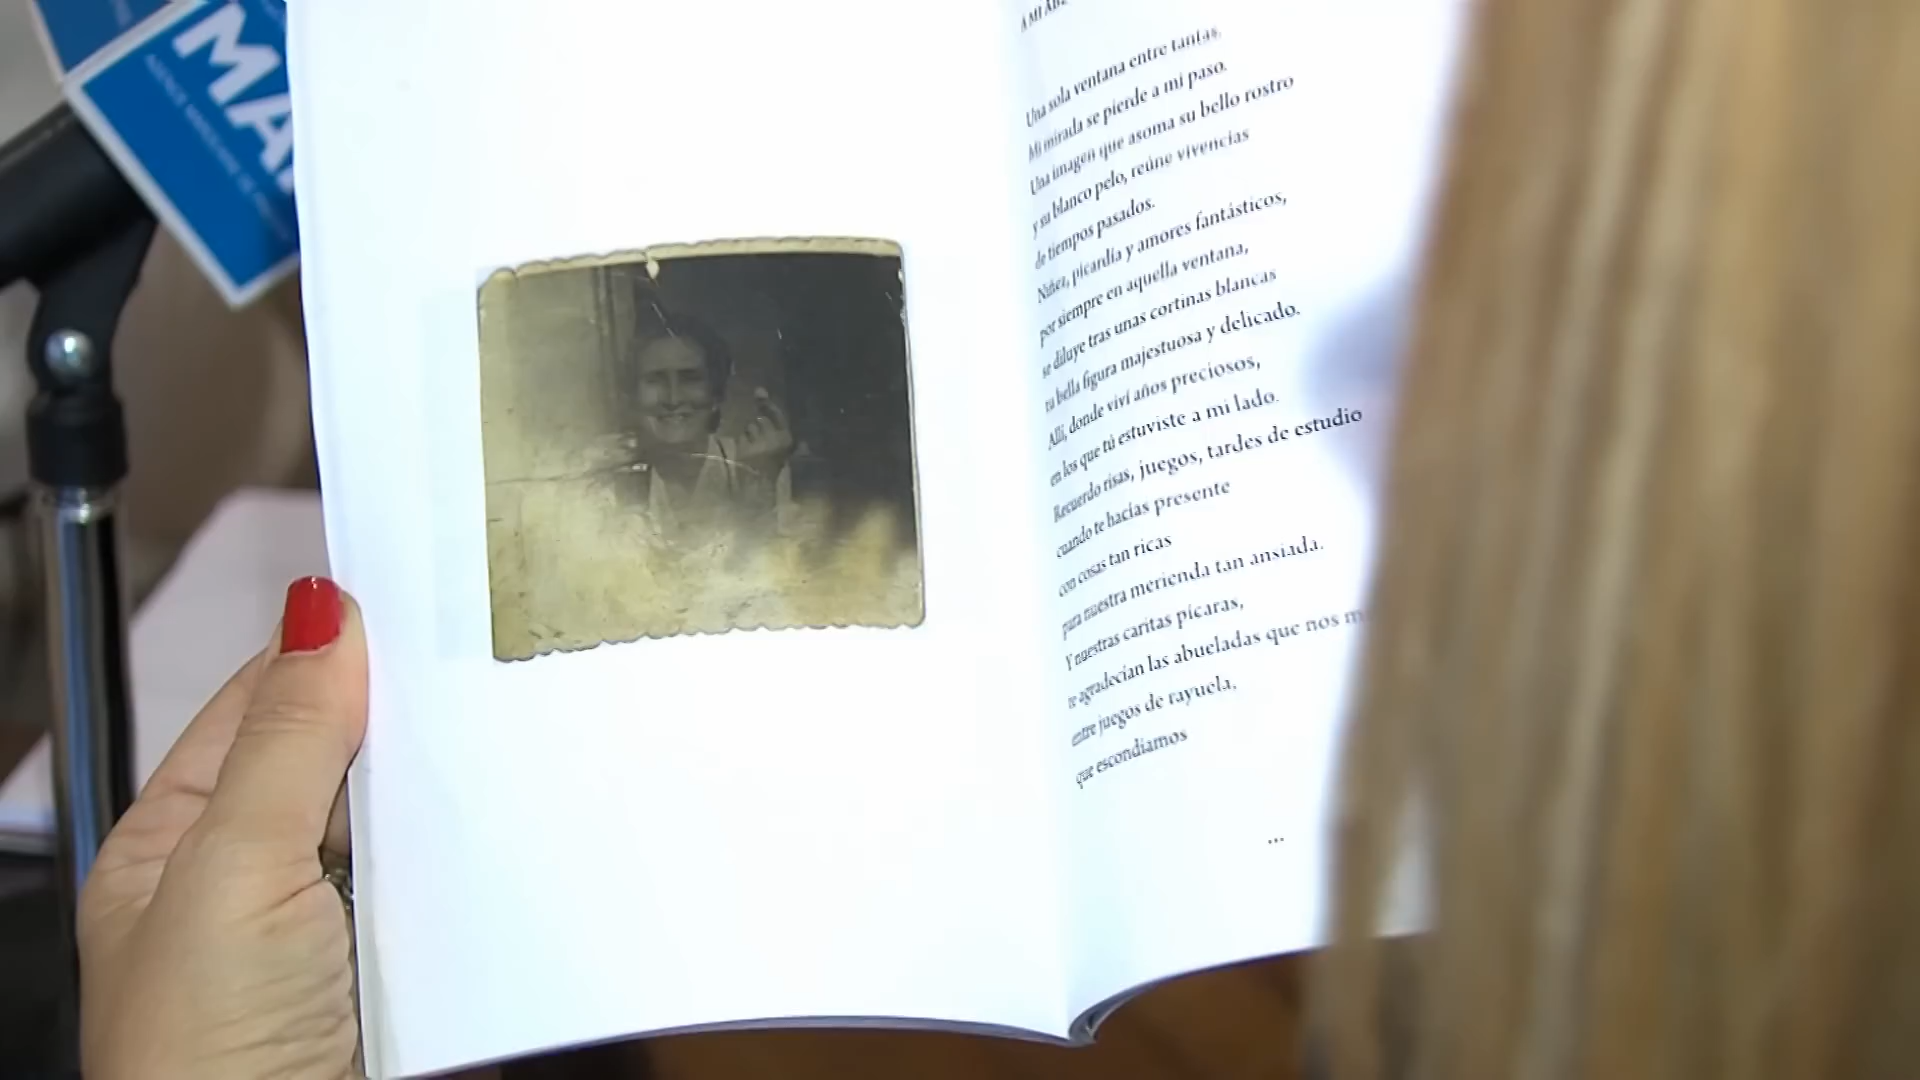 MA
A MI ABU
Una sola ventana entre tantas.
Mi mirada se pierde a mi paso.
Una imagen que asoma su bello rostro
y su blanco pelo, reúne vivencias
de tiempos pasados.
Niñez, picardía y amores fantásticos,
por siempre en aquella ventana,
se diluye tras unas cortinas blancas
tu bella figura majestuosa y delicado.
Allí, donde viví años preciosos,
en los que tú estuviste a mi lado.
Recuerdo risas, juegos, tardes de estudio
cuando te hacías presente
con cosas tan ricas
para nuestra merienda tan ansiada.
Y nuestras caritas pícaras,
te agradecían las abueladas que nos m
entre juegos de rayuela,
que escondíamos
...